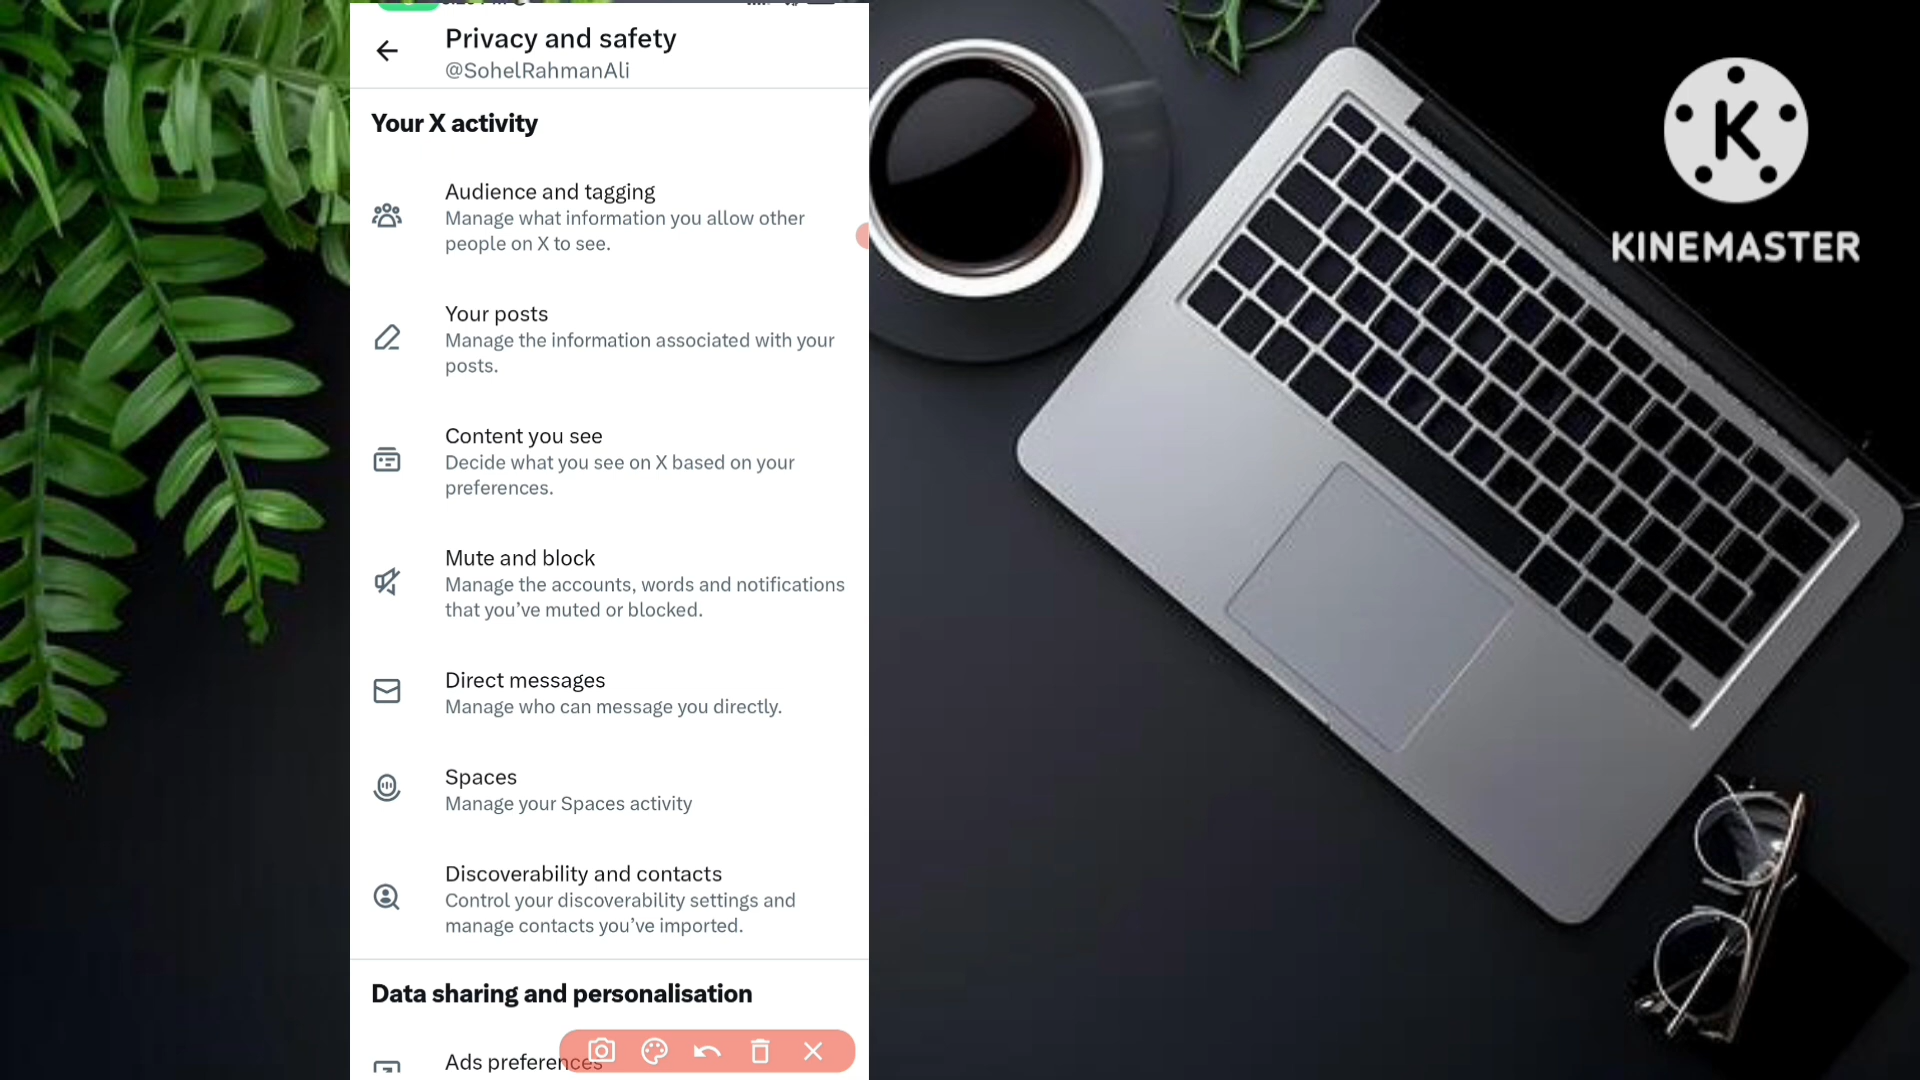 Privacy and safety
@SohelRahmanAli
Your X activity
Audience and tagging
Manage what information you allow other
people on X to see.
Your posts
Manage the information associated with your
posts.
Content you see
Decide what you see on X based on your
preferences.
Mute and block
Manage the accounts, words and notifications
that you’ve muted or blocked.
Direct messages
Manage who can message you directly.
Spaces
Manage your Spaces activity
Discoverability and contacts
Control your discoverability settings and
manage contacts you’ve imported.
Data sharing and personalisation
Ads preferences
K
KINEMASTER